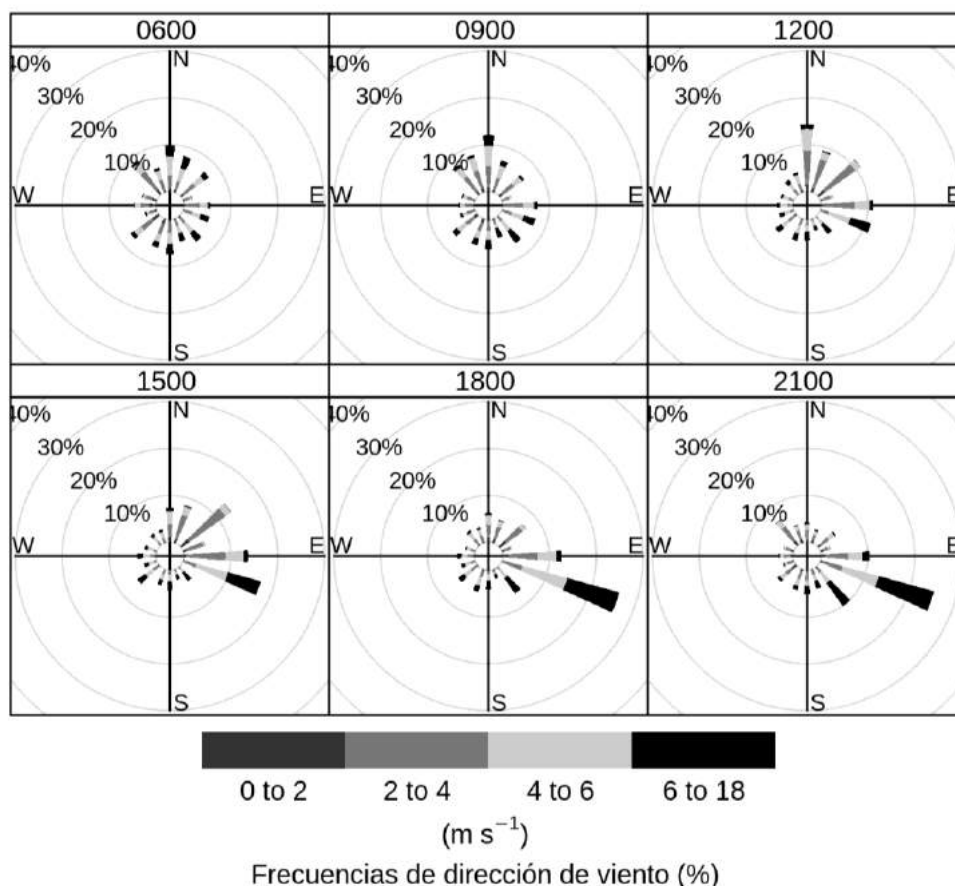 0600 0900 1200
N N N
40% 40% 40%
30% 30% 30%
20% 20% 20%
10% 10% 10%
W E W E W E
S S S
1500 1800 2100
N N N
40% 40% 40%
30% 30% 30%
20% 20% 20%
10% 10% 10%
W E W E W E
S S S
0 to 2 2 to 4 4 to 6 6 to 18
(m s⁻¹)
Frecuencias de dirección de viento (%)